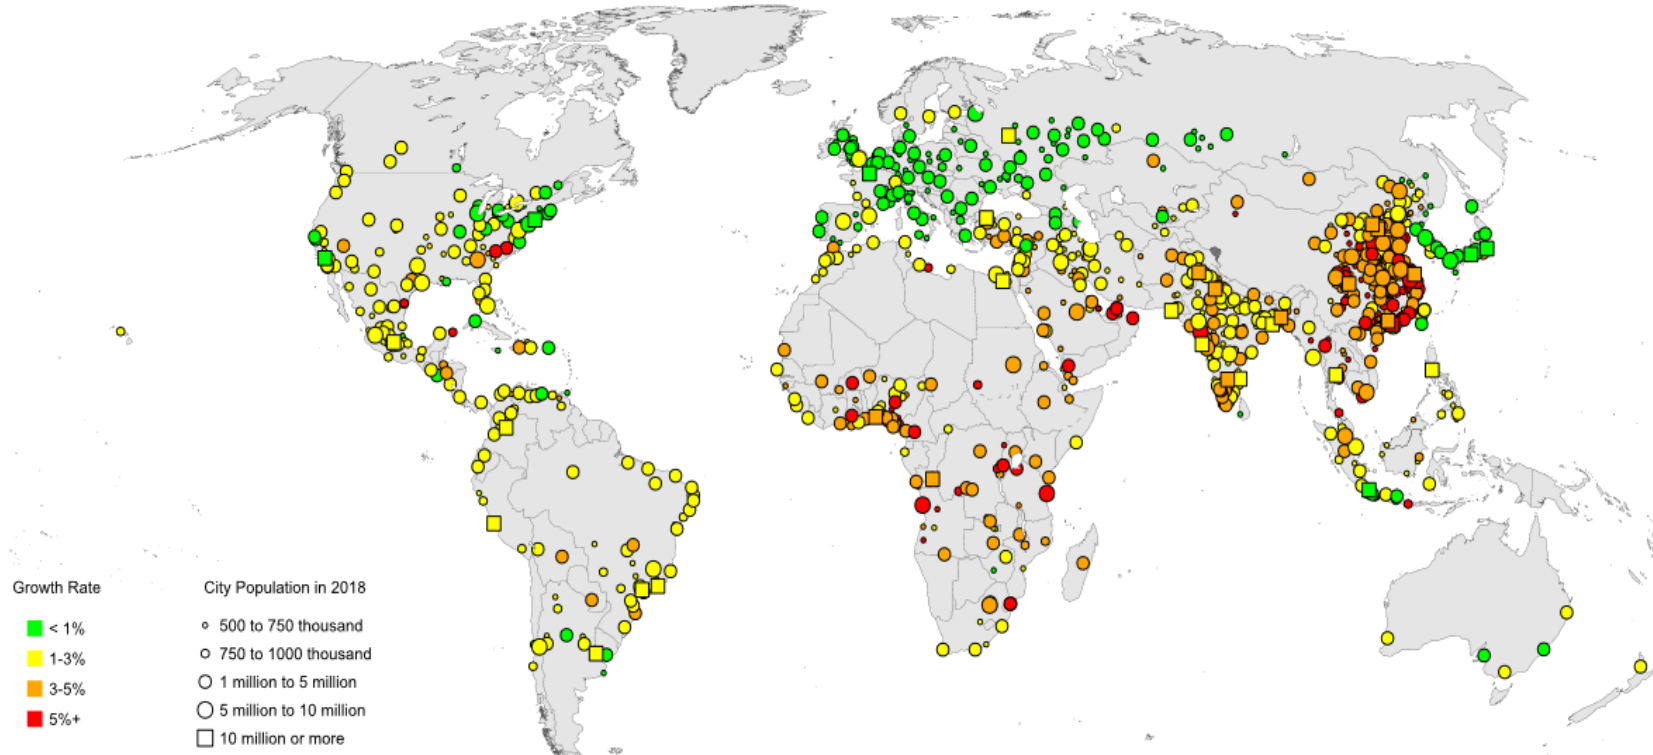 Growth Rate
< 1%
1-3%
3-5%
5%+
City Population in 2018
500 to 750 thousand
750 to 1000 thousand
1 million to 5 million
5 million to 10 million
10 million or more